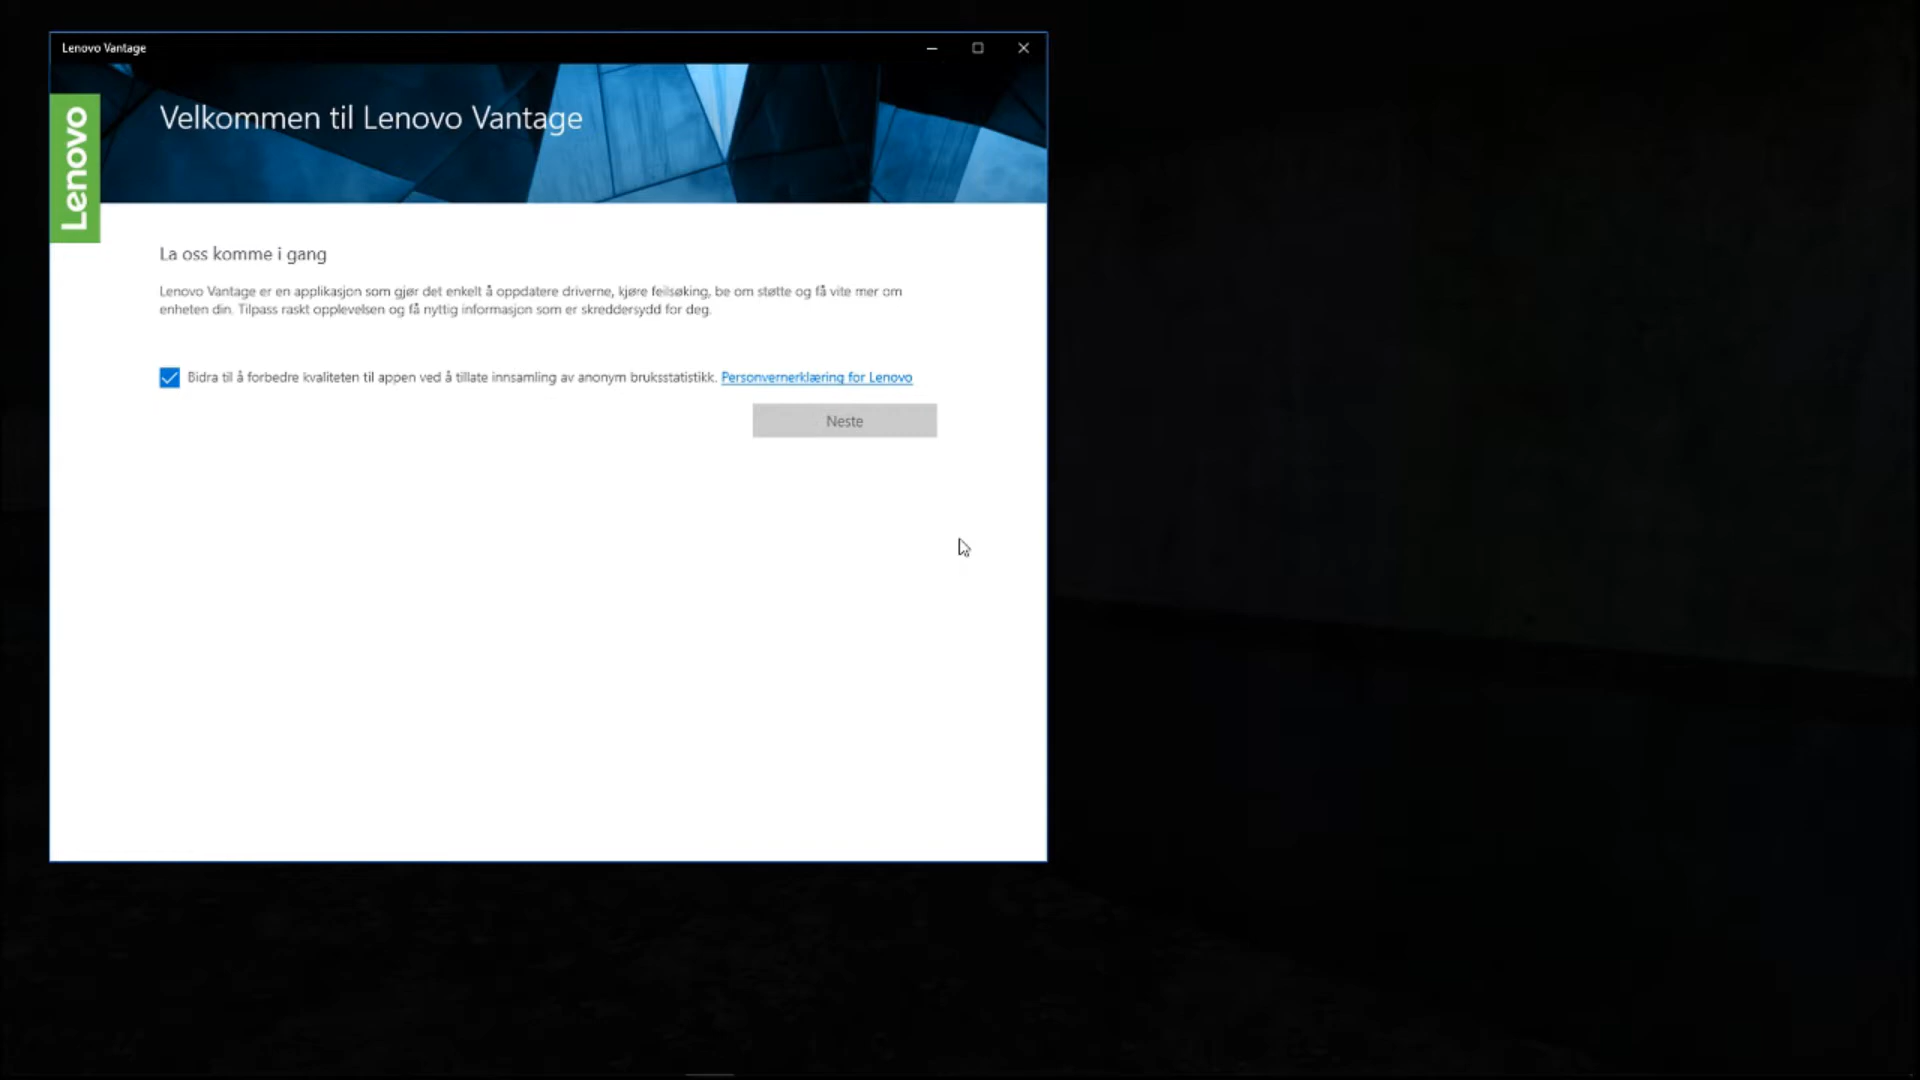 Lenovo Vantage
Velkommen til Lenovo Vantage
Lenovo
La oss komme i gang
Lenovo Vantage er en applikasjon som gjør det enkelt å oppdatere driverne, kjøre feilsøking, be om støtte og få vite mer om
enheten din. Tilpass raskt opplevelsen og få nyttig informasjon som er skreddersydd for deg.
Bidra til å forbedre kvaliteten til appen ved å tillate innsamling av anonym bruksstatistikk. Personvernerklæring for Lenovo
Neste